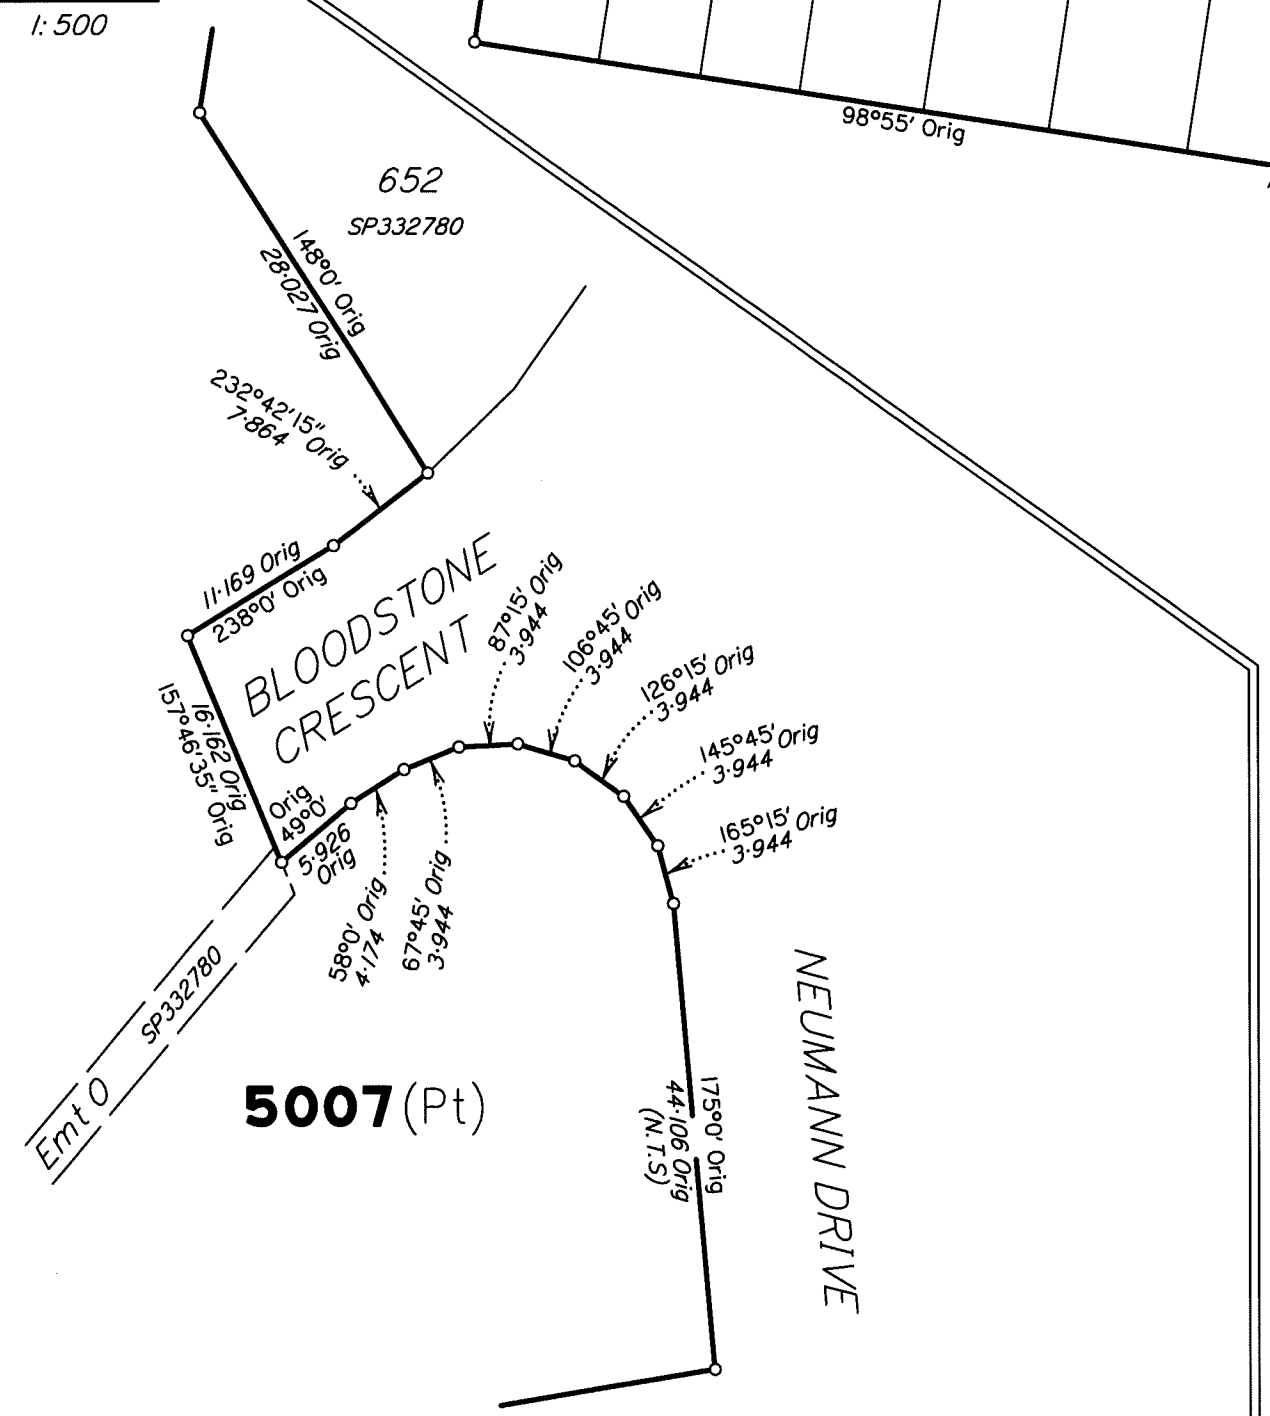 1:500
98°55' Orig
652
SP332780
148°0' Orig
28·027 Orig
232°42'15" Orig
7·864
11·169 Orig
238°0' Orig
BLOODSTONE
CRESCENT
87°15' Orig
3·944
106°45' Orig
3·944
126°15' Orig
3·944
145°45' Orig
3·944
165°15' Orig
3·944
16·162 Orig
157°46'35" Orig
Orig
49°0'
5·926
Orig
58°0' Orig
4·174
67°45' Orig
3·944
SP332780
Emt O
5007 (Pt)
175°0' Orig
44·106 Orig
(N.T.S)
NEUMANN DRIVE